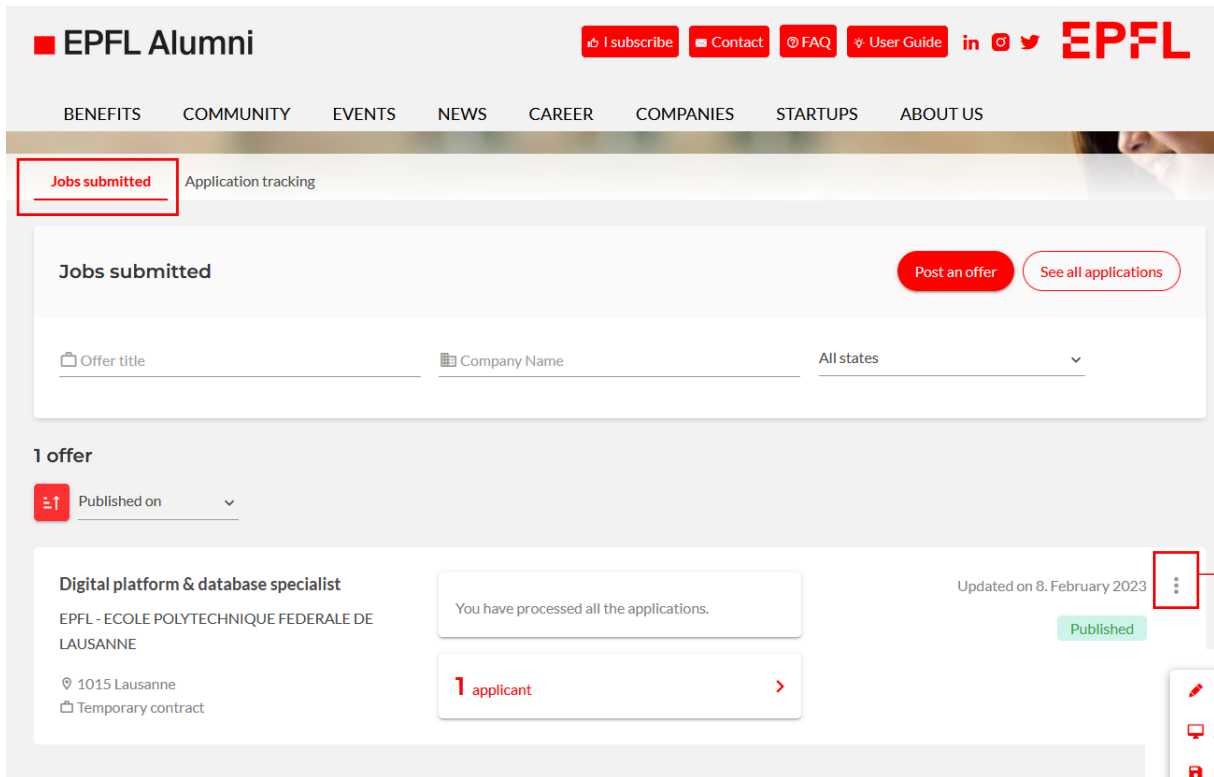 EPFL Alumni
I subscribe
Contact
FAQ
User Guide
EPFL
BENEFITS COMMUNITY EVENTS NEWS CAREER COMPANIES STARTUPS ABOUT US
Jobs submitted Application tracking
Jobs submitted
Post an offer
See all applications
Offer title
Company Name
All states
1 offer
Published on
Digital platform & database specialist
EPFL - ECOLE POLYTECHNIQUE FEDERALE DE
LAUSANNE
1015 Lausanne
Temporary contract
You have processed all the applications.
1 applicant
Updated on 8. February 2023
Published